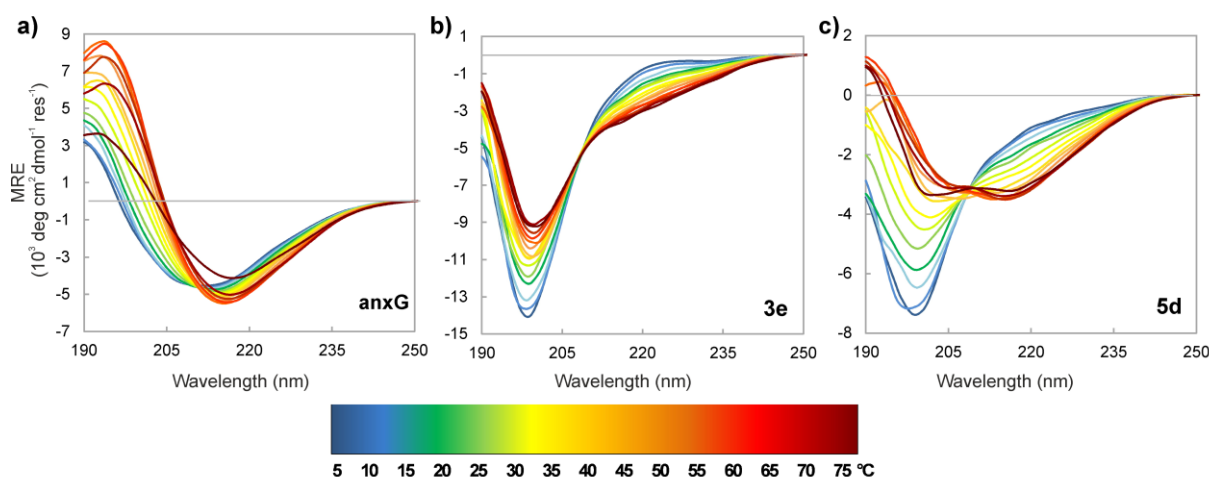 a)
9
7
5
3
1
-1
-3
-5
-7
190 205 220 235 250
Wavelength (nm)
MRE
(10³ deg cm² dmol⁻¹ res⁻¹)
anxG
b)
1
-1
-3
-5
-7
-9
-11
-13
-15
190 205 220 235 250
Wavelength (nm)
3e
c)
2
0
-2
-4
-6
-8
190 205 220 235 250
Wavelength (nm)
5d
5 10 15 20 25 30 35 40 45 50 55 60 65 70 75 °C